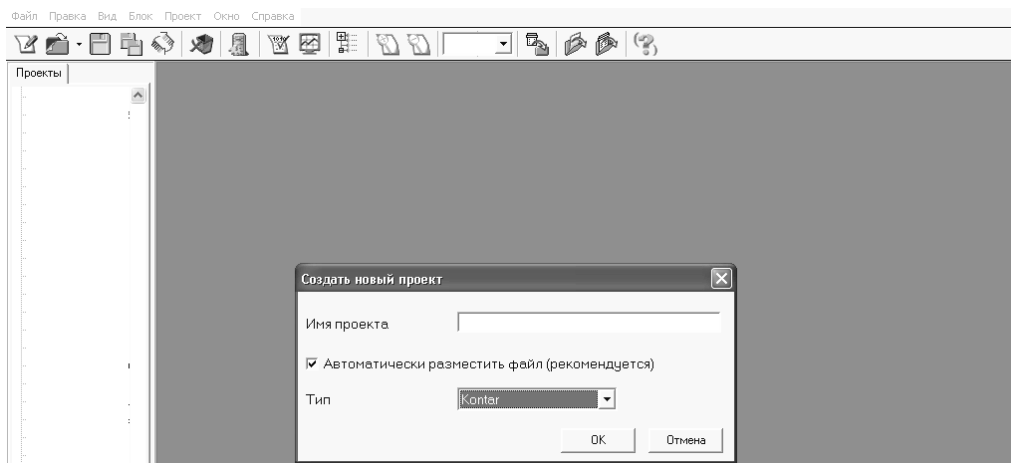 Файл Правка Вид Блок Проект Окно Справка
Проекты
Создать новый проект
Имя проекта
Автоматически разместить файл (рекомендуется)
Тип Kontar
OK Отмена